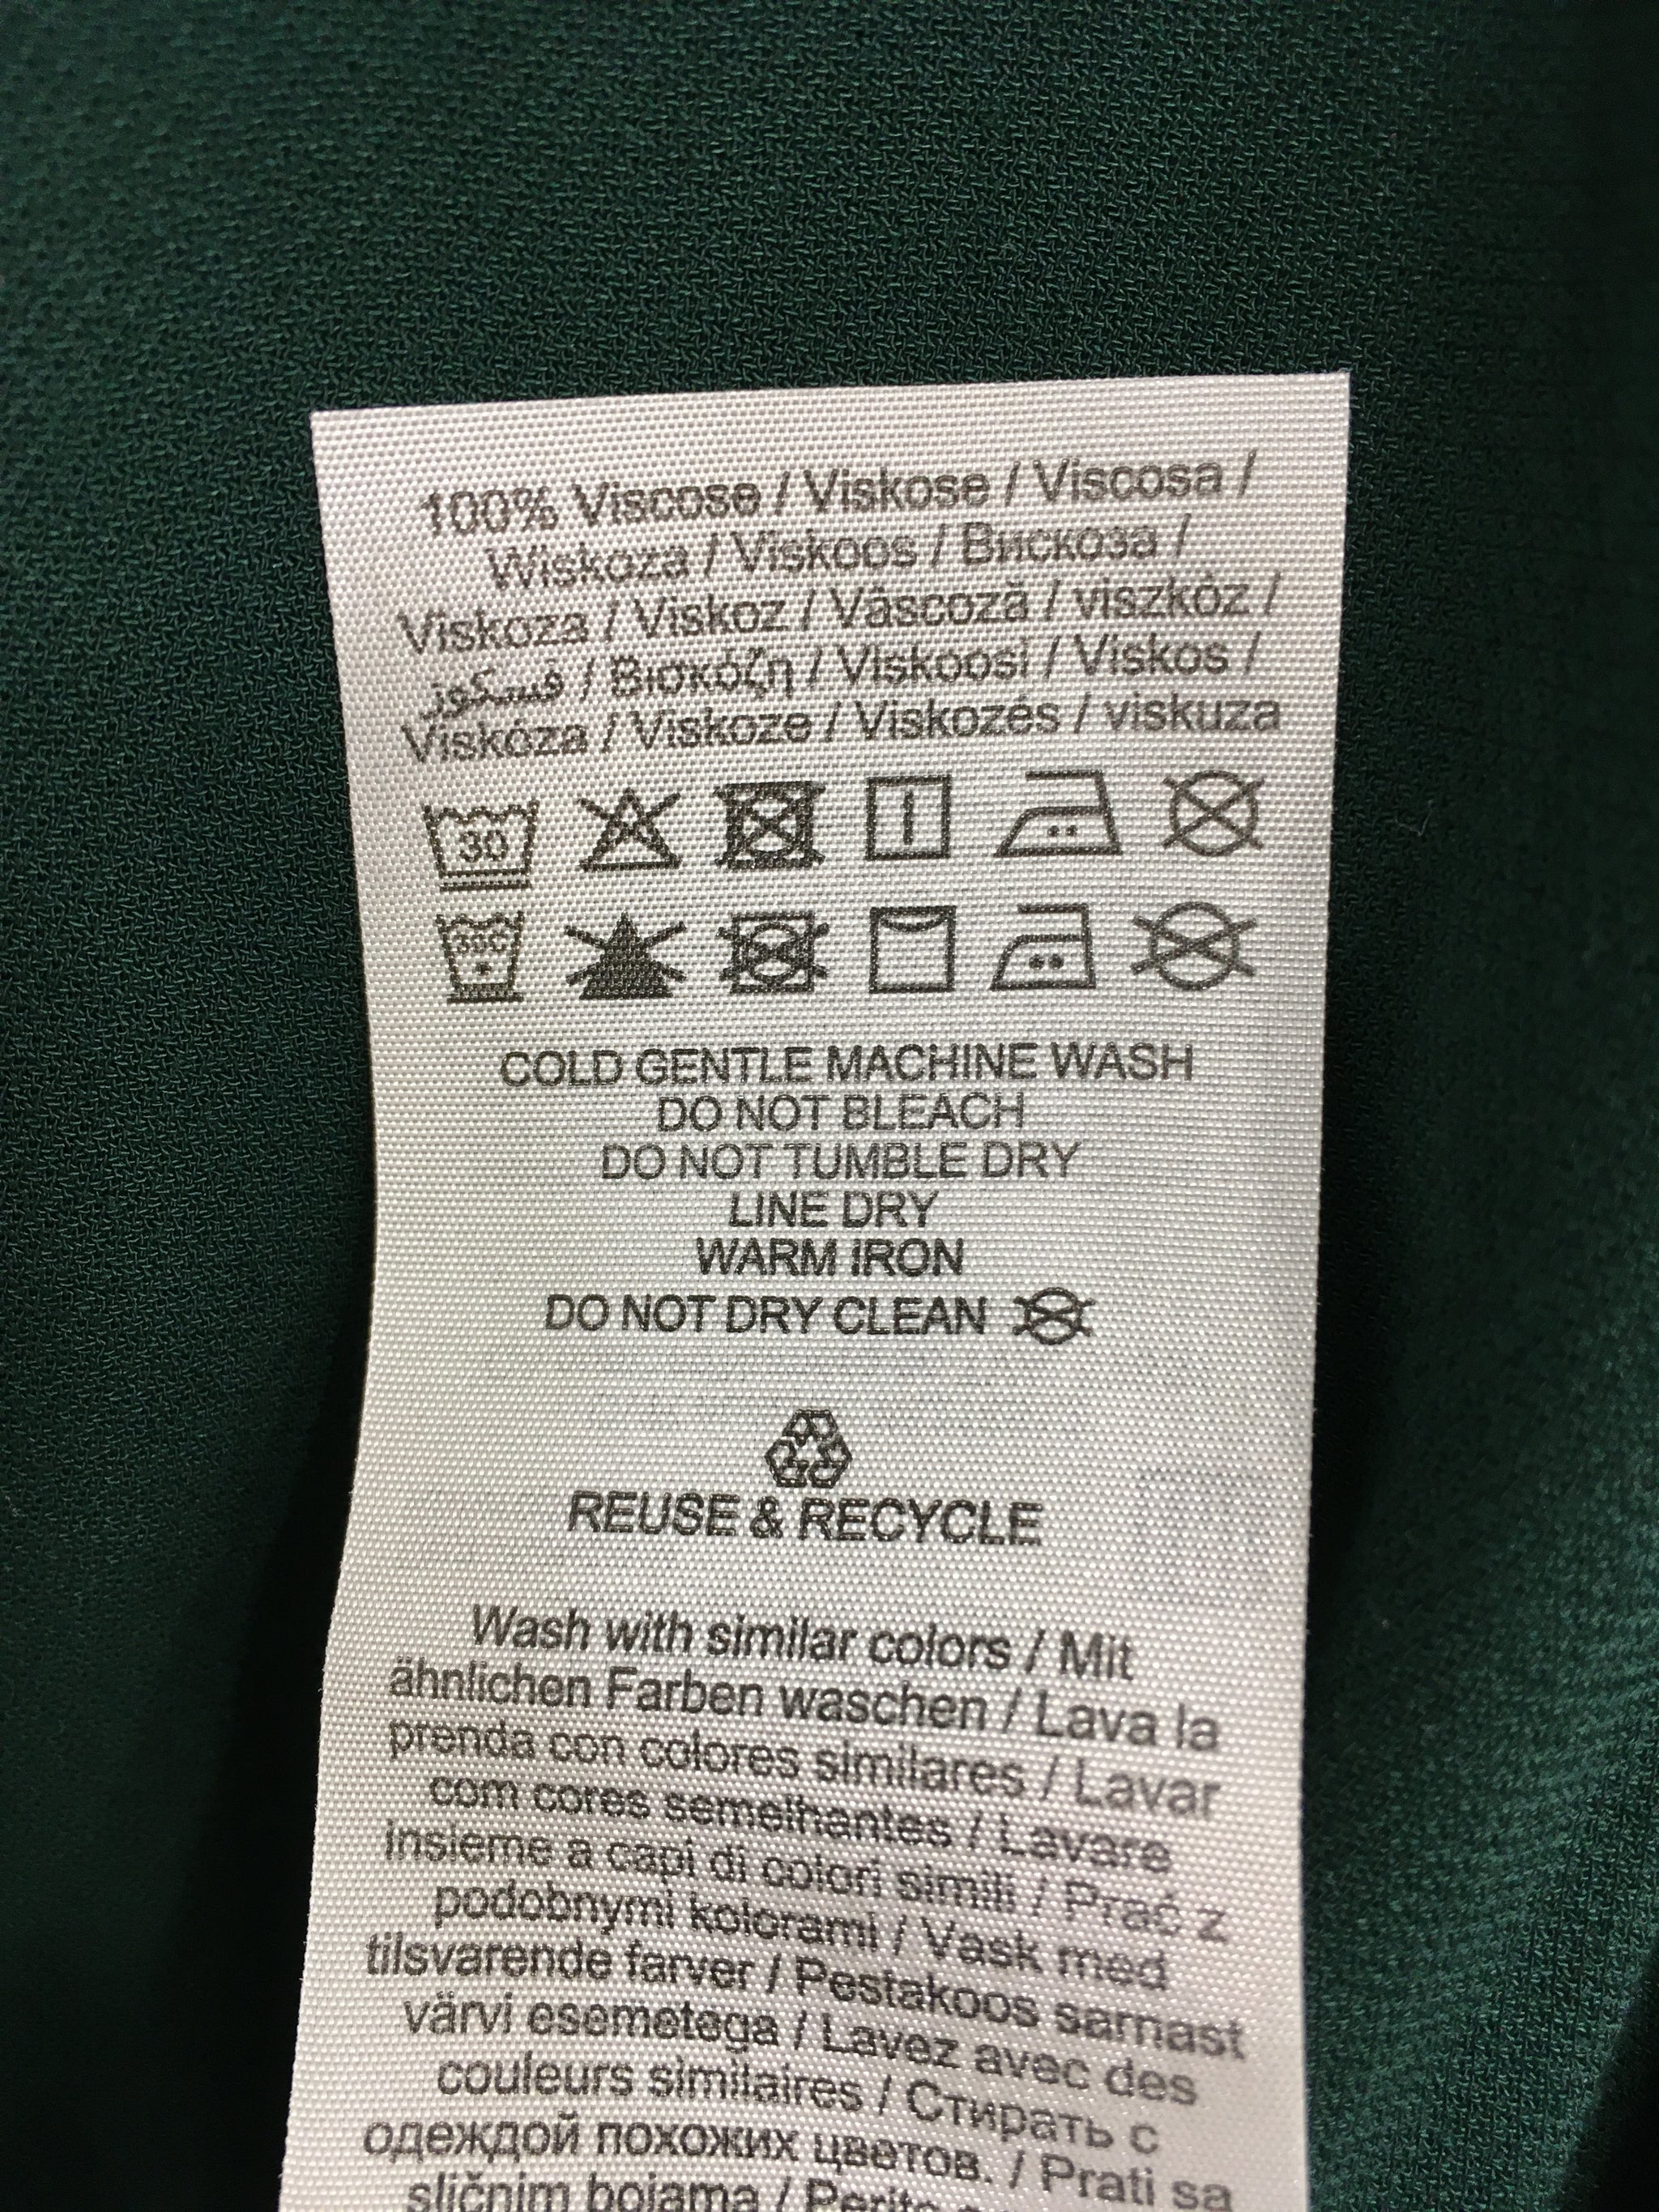 100% Viscose / Viskose / Viscosa /
Wiskoza / Viskoos / Вискоза /
Viskoza / Viskoz / Vâscoză / viszkóz /
فسكوز / Βισκόζη / Viskoosi / Viskos /
Viskóza / Viskoze / Viskozés / viskuza
30
30C
COLD GENTLE MACHINE WASH
DO NOT BLEACH
DO NOT TUMBLE DRY
LINE DRY
WARM IRON
DO NOT DRY CLEAN
REUSE & RECYCLE
Wash with similar colors / Mit
ähnlichen Farben waschen / Lava la
prenda con colores similares / Lavar
com cores semelhantes / Lavare
insieme a capi di colori simili / Prać z
podobnymi kolorami / Vask med
tilsvarende farver / Pestakoos sarnast
värvi esemetega / Lavez avec des
couleurs similaires / Стирать с
одеждой похожих цветов. / Prati sa
sličnim bojama /